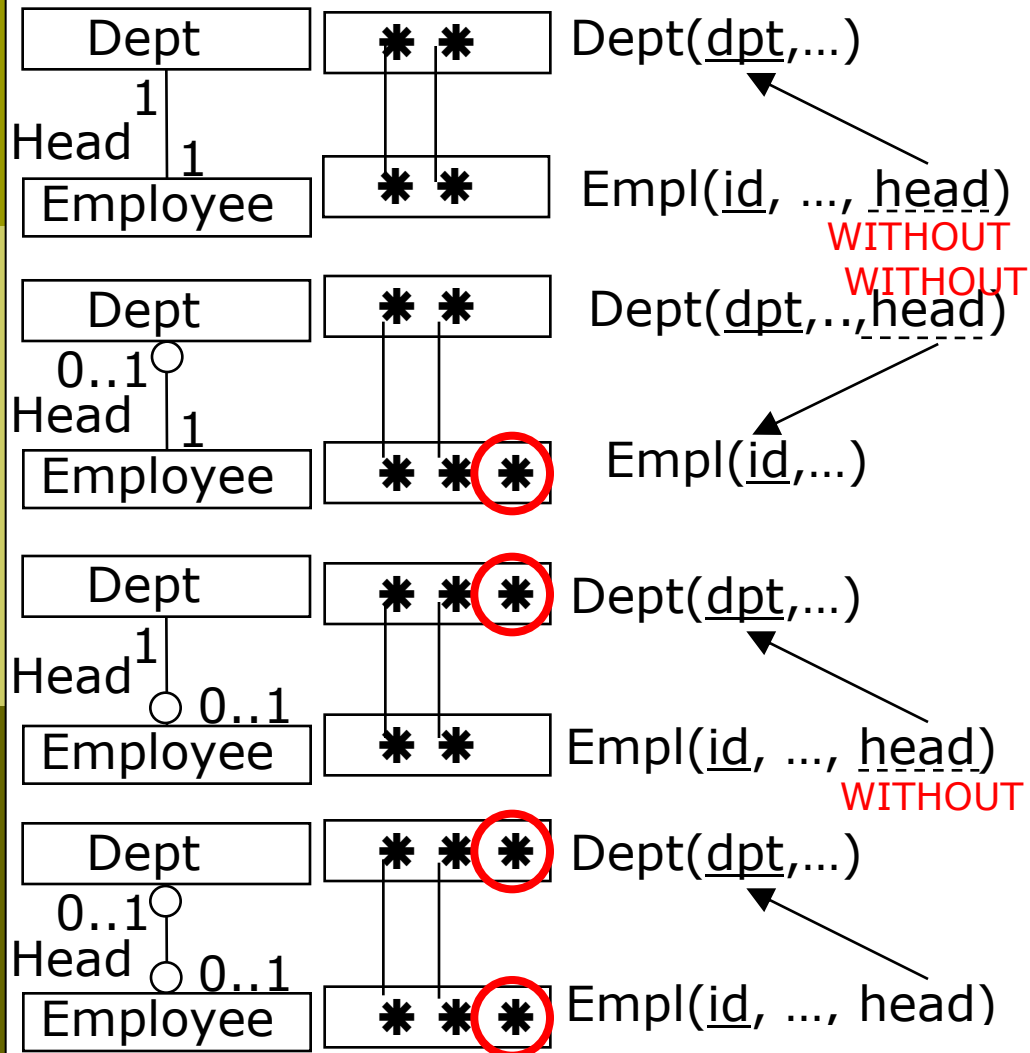 Dept
Dept(dpt,…)
1
Head
1
Employee
Empl(id, …, head)
WITHOUT
WITHOUT
Dept
Dept(dpt,..,head)
0..1
Head
1
Employee
Empl(id,…)
Dept
Dept(dpt,…)
1
Head
0..1
Employee
Empl(id, …, head)
WITHOUT
Dept
Dept(dpt,…)
0..1
Head
0..1
Employee
Empl(id, …, head)